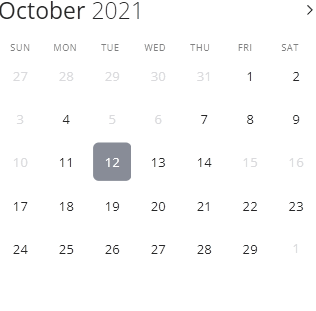 October 2021 >
SUN MON TUE WED THU FRI SAT
27 28 29 30 31 1 2
3 4 5 6 7 8 9
10 11 12 13 14 15 16
17 18 19 20 21 22 23
24 25 26 27 28 29 1